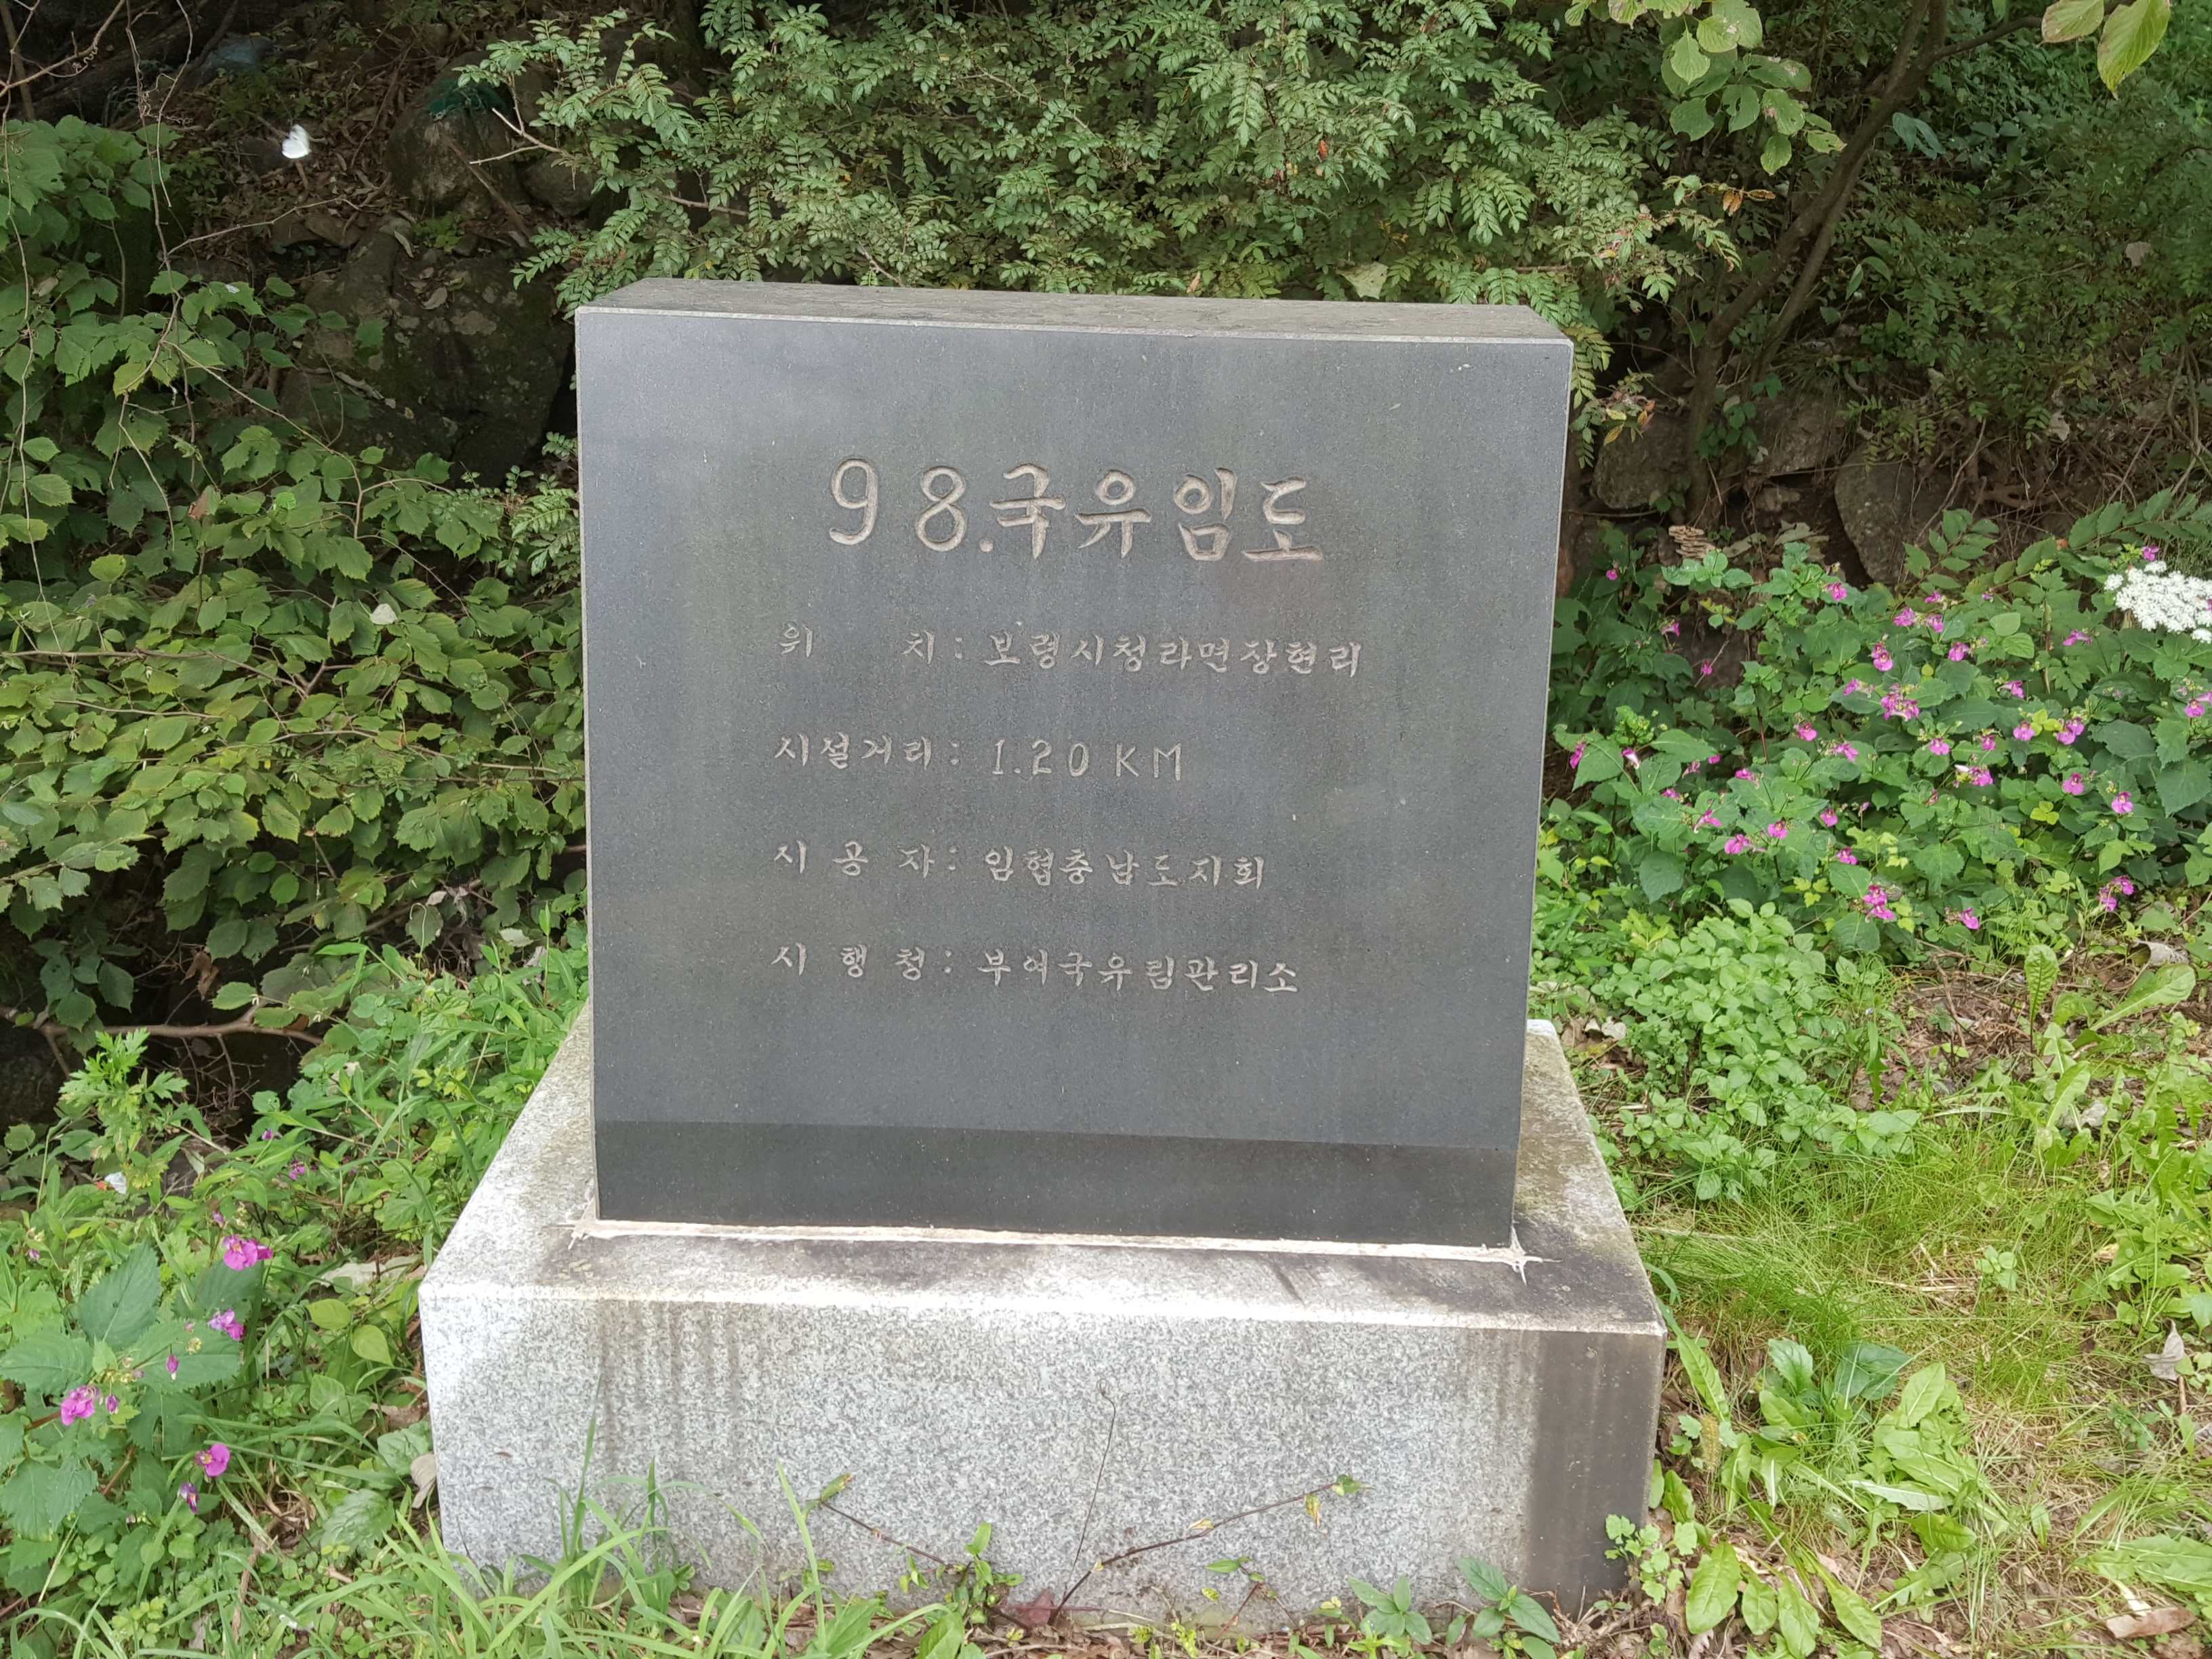 98.국유임도
위 치 : 보령시청라면장현리
시설거리 : 1.20 KM
시 공 자 : 임협충남도지회
시 행 청 : 부여국유림관리소